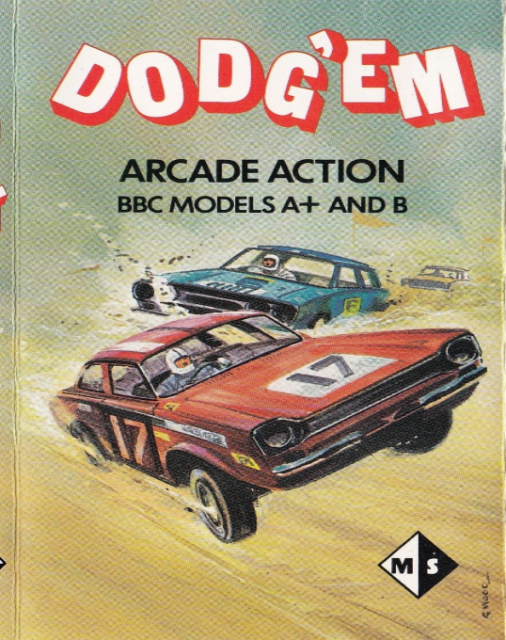 DODG'EM
ARCADE ACTION
BBC MODELS A+ AND B
17
17
M S